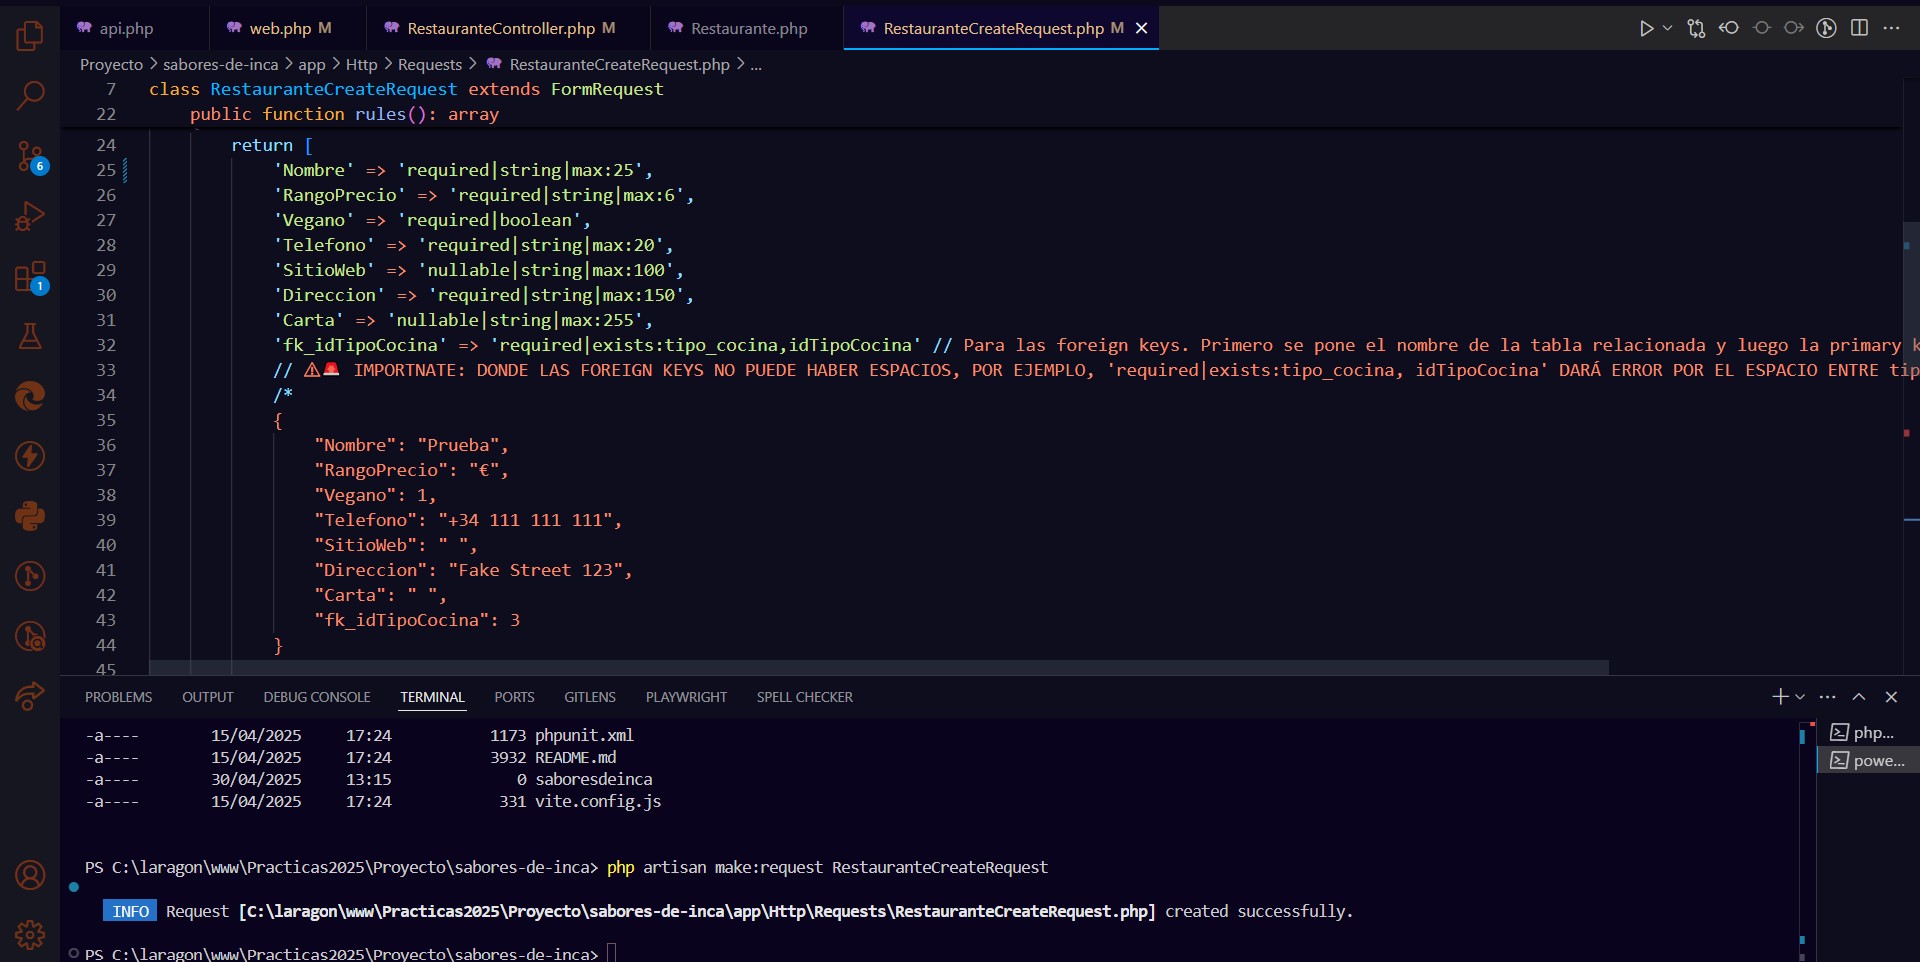 api.php
web.php M
RestauranteController.php M
Restaurante.php
RestauranteCreateRequest.php M
Proyecto > sabores-de-inca > app > Http > Requests > RestauranteCreateRequest.php > ...
7 class RestauranteCreateRequest extends FormRequest
22 public function rules(): array
24 return [
25 'Nombre' => 'required|string|max:25',
26 'RangoPrecio' => 'required|string|max:6',
27 'Vegano' => 'required|boolean',
28 'Telefono' => 'required|string|max:20',
29 'SitioWeb' => 'nullable|string|max:100',
30 'Direccion' => 'required|string|max:150',
31 'Carta' => 'nullable|string|max:255',
32 'fk_idTipoCocina' => 'required|exists:tipo_cocina,idTipoCocina' // Para las foreign keys. Primero se pone el nombre de la tabla relacionada y luego la primary k
33 // ⚠🚨 IMPORTNATE: DONDE LAS FOREIGN KEYS NO PUEDE HABER ESPACIOS, POR EJEMPLO, 'required|exists:tipo_cocina, idTipoCocina' DARÁ ERROR POR EL ESPACIO ENTRE tip
34 /*
35 {
36 "Nombre": "Prueba",
37 "RangoPrecio": "€",
38 "Vegano": 1,
39 "Telefono": "+34 111 111 111",
40 "SitioWeb": " ",
41 "Direccion": "Fake Street 123",
42 "Carta": " ",
43 "fk_idTipoCocina": 3
44 }
45
6
1
PROBLEMS OUTPUT DEBUG CONSOLE TERMINAL PORTS GITLENS PLAYWRIGHT SPELL CHECKER
-a---- 15/04/2025 17:24 1173 phpunit.xml
-a---- 15/04/2025 17:24 3932 README.md
-a---- 30/04/2025 13:15 0 saboresdeinca
-a---- 15/04/2025 17:24 331 vite.config.js
PS C:\laragon\www\Practicas2025\Proyecto\sabores-de-inca> php artisan make:request RestauranteCreateRequest
INFO Request [C:\laragon\www\Practicas2025\Proyecto\sabores-de-inca\app\Http\Requests\RestauranteCreateRequest.php] created successfully.
PS C:\laragon\www\Practicas2025\Proyecto\sabores-de-inca>
php...
powe...